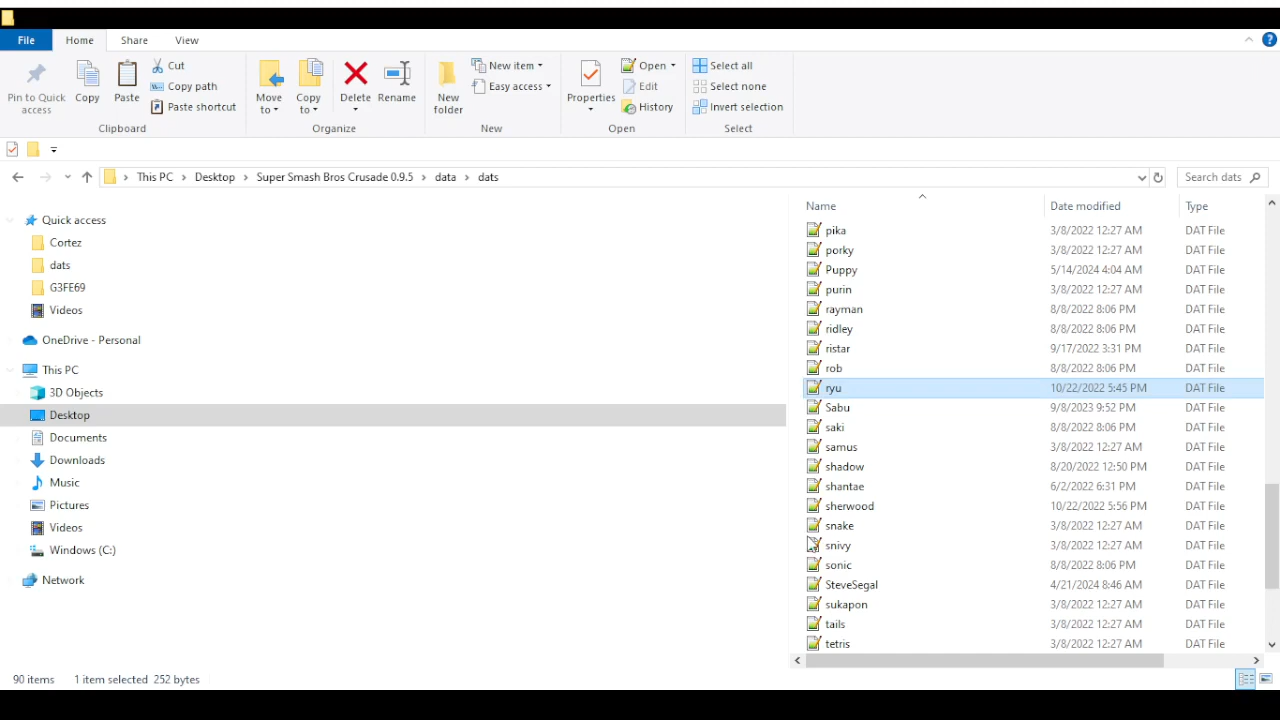 File Home Share View
Pin to Quick access
Copy
Paste
Cut
Copy path
Paste shortcut
Clipboard
Move to
Copy to
Delete
Rename
Organize
New folder
New item
Easy access
New
Properties
Open
Edit
History
Open
Select all
Select none
Invert selection
Select
This PC > Desktop > Super Smash Bros Crusade 0.9.5 > data > dats
Search dats
Quick access
Cortez
dats
G3FE69
Videos
OneDrive - Personal
This PC
3D Objects
Desktop
Documents
Downloads
Music
Pictures
Videos
Windows (C:)
Network
Name Date modified Type
pika 3/8/2022 12:27 AM DAT File
porky 3/8/2022 12:27 AM DAT File
Puppy 5/14/2024 4:04 AM DAT File
purin 3/8/2022 12:27 AM DAT File
rayman 8/8/2022 8:06 PM DAT File
ridley 8/8/2022 8:06 PM DAT File
ristar 9/17/2022 3:31 PM DAT File
rob 8/8/2022 8:06 PM DAT File
ryu 10/22/2022 5:45 PM DAT File
Sabu 9/8/2023 9:52 PM DAT File
saki 8/8/2022 8:06 PM DAT File
samus 3/8/2022 12:27 AM DAT File
shadow 8/20/2022 12:50 PM DAT File
shantae 6/2/2022 6:31 PM DAT File
sherwood 10/22/2022 5:56 PM DAT File
snake 3/8/2022 12:27 AM DAT File
snivy 3/8/2022 12:27 AM DAT File
sonic 8/8/2022 8:06 PM DAT File
SteveSegal 4/21/2024 8:46 AM DAT File
sukapon 3/8/2022 12:27 AM DAT File
tails 3/8/2022 12:27 AM DAT File
tetris 3/8/2022 12:27 AM DAT File
90 items 1 item selected 252 bytes